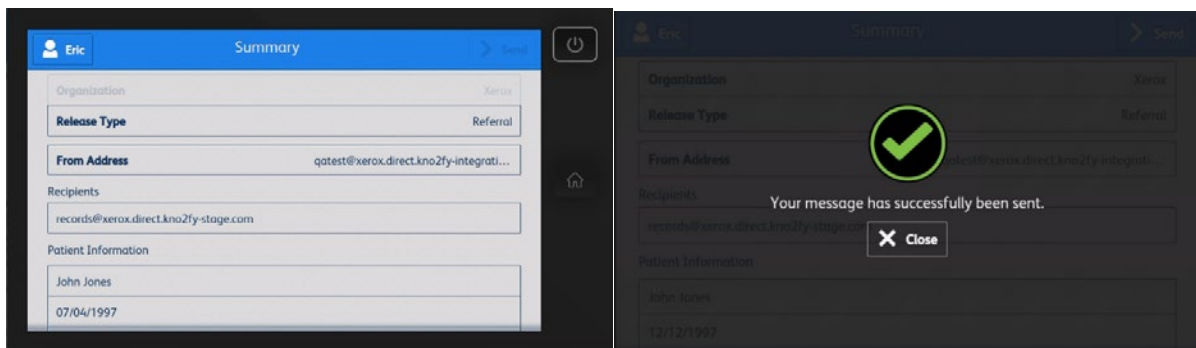 Eric
Summary
Send
Organization Xerox
Release Type Referral
From Address qatest@xerox.direct.kno2fy-integrati...
Recipients
records@xerox.direct.kno2fy-stage.com
Patient Information
John Jones
07/04/1997
Eric
Summary
Send
Organization Xerox
Release Type Referral
From Address qatest@xerox.direct.kno2fy-integrati...
Recipients
Your message has successfully been sent.
records@xerox.direct.kno2fy-stage.com
Close
Patient Information
John Jones
12/12/1997